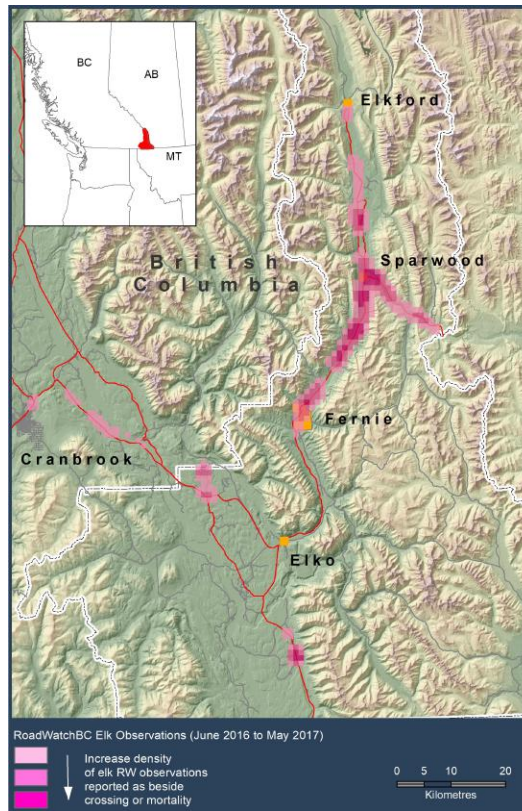 BC
AB
MT
Elkford
Sparwood
British
Columbia
Fernie
Cranbrook
Elko
RoadWatchBC Elk Observations (June 2016 to May 2017)
Increase density
of elk RW observations
reported as beside
crossing or mortality
0 5 10 20
Kilometres